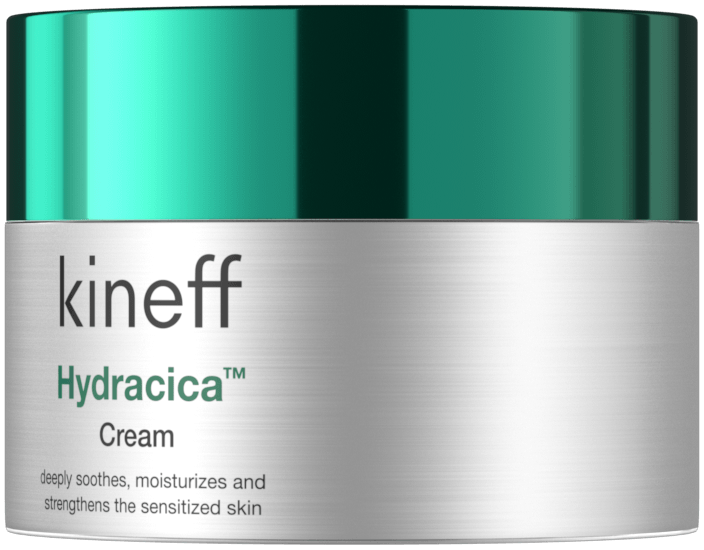 kineff
Hydracica™
Cream
deeply soothes, moisturizes and
strengthens the sensitized skin